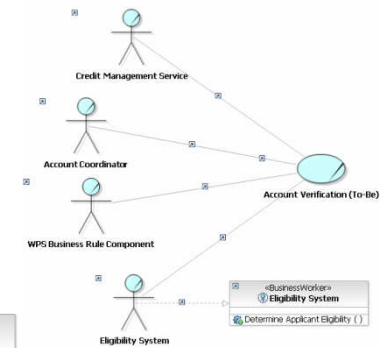 Credit Management Service
Account Coordinator
Account Verification (To-Be)
WPS Business Rule Component
«BusinessWorker»
Eligibility System
Determine Applicant Eligibility ( )
Eligibility System